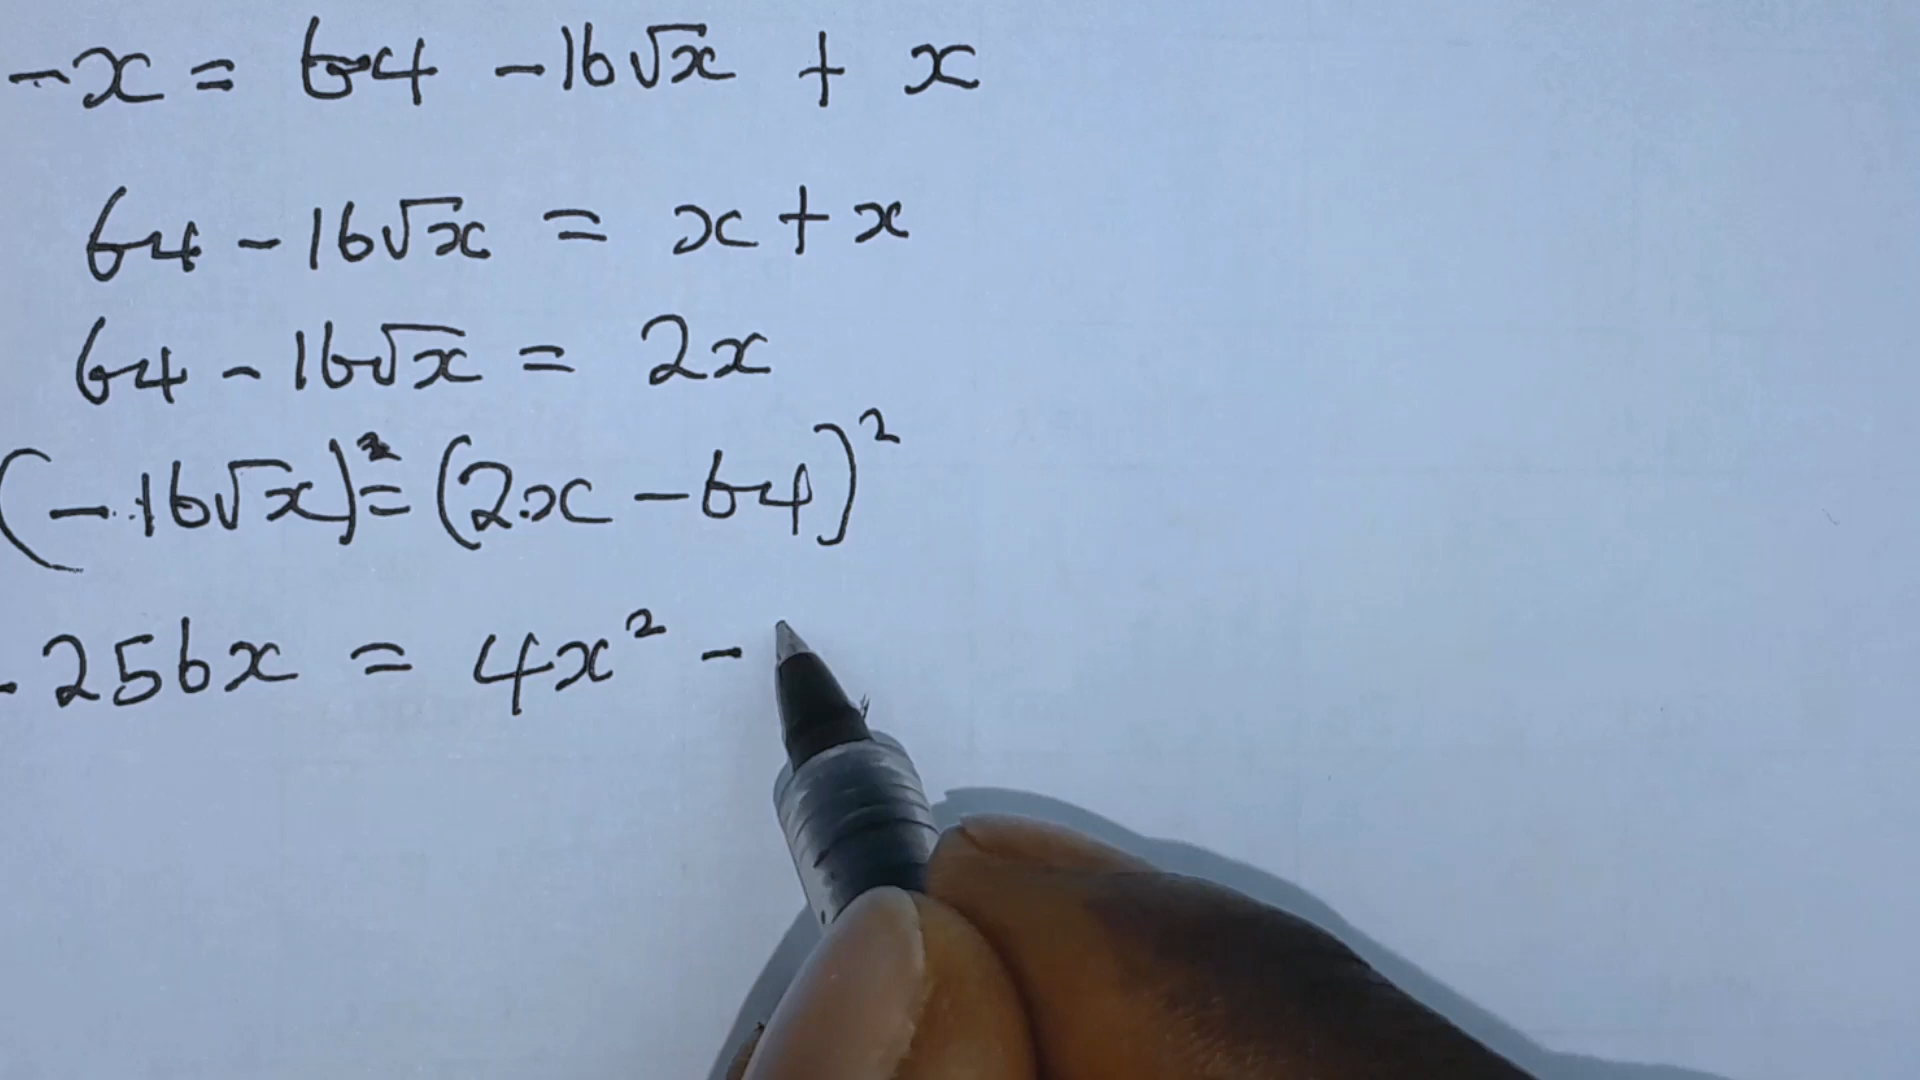 -x = 64 - 16√x + x
64 - 16√x = x + x
64 - 16√x = 2x
(-16√x)² = (2x - 64)²
256x = 4x² -